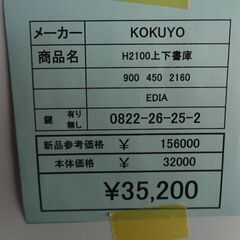 メーカー KOKUYO
商品名 H2100上下書庫
900 450 2160
EDIA
鍵 有り 無し 0822-26-25-2
新品参考価格 ¥ 156000
本体価格 ¥ 32000
¥35,200